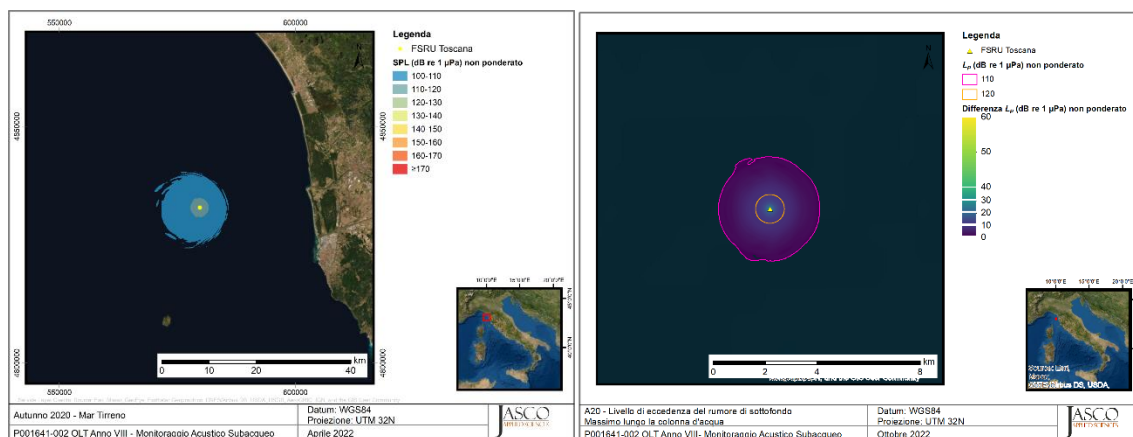 550000
600000
4850000
4850000
4800000
4800000
550000
600000
N
Legenda
FSRU Toscana
SPL (dB re 1 µPa) non ponderato
100-110
110-120
120-130
130-140
140-150
150-160
160-170
≥170
0
10
20
40
km
Autunno 2020 - Mar Tirreno
Datum: WGS84
Proiezione: UTM 32N
P001641-002 OLT Anno VIII - Monitoraggio Acustico Subacqueo
Aprile 2022
JASCO
APPLIED SCIENCES
N
Legenda
FSRU Toscana
Lp (dB re 1 µPa) non ponderato
110
120
Differenza Lp (dB re 1 µPa) non ponderato
60
50
40
30
20
10
0
0
2
4
8
km
A20 - Livello di eccedenza del rumore di sottofondo
Massimo lungo la colonna d'acqua
Datum: WGS84
Proiezione: UTM 32N
P001641-002 OLT Anno VIII - Monitoraggio Acustico Subacqueo
Ottobre 2022
JASCO
APPLIED SCIENCES